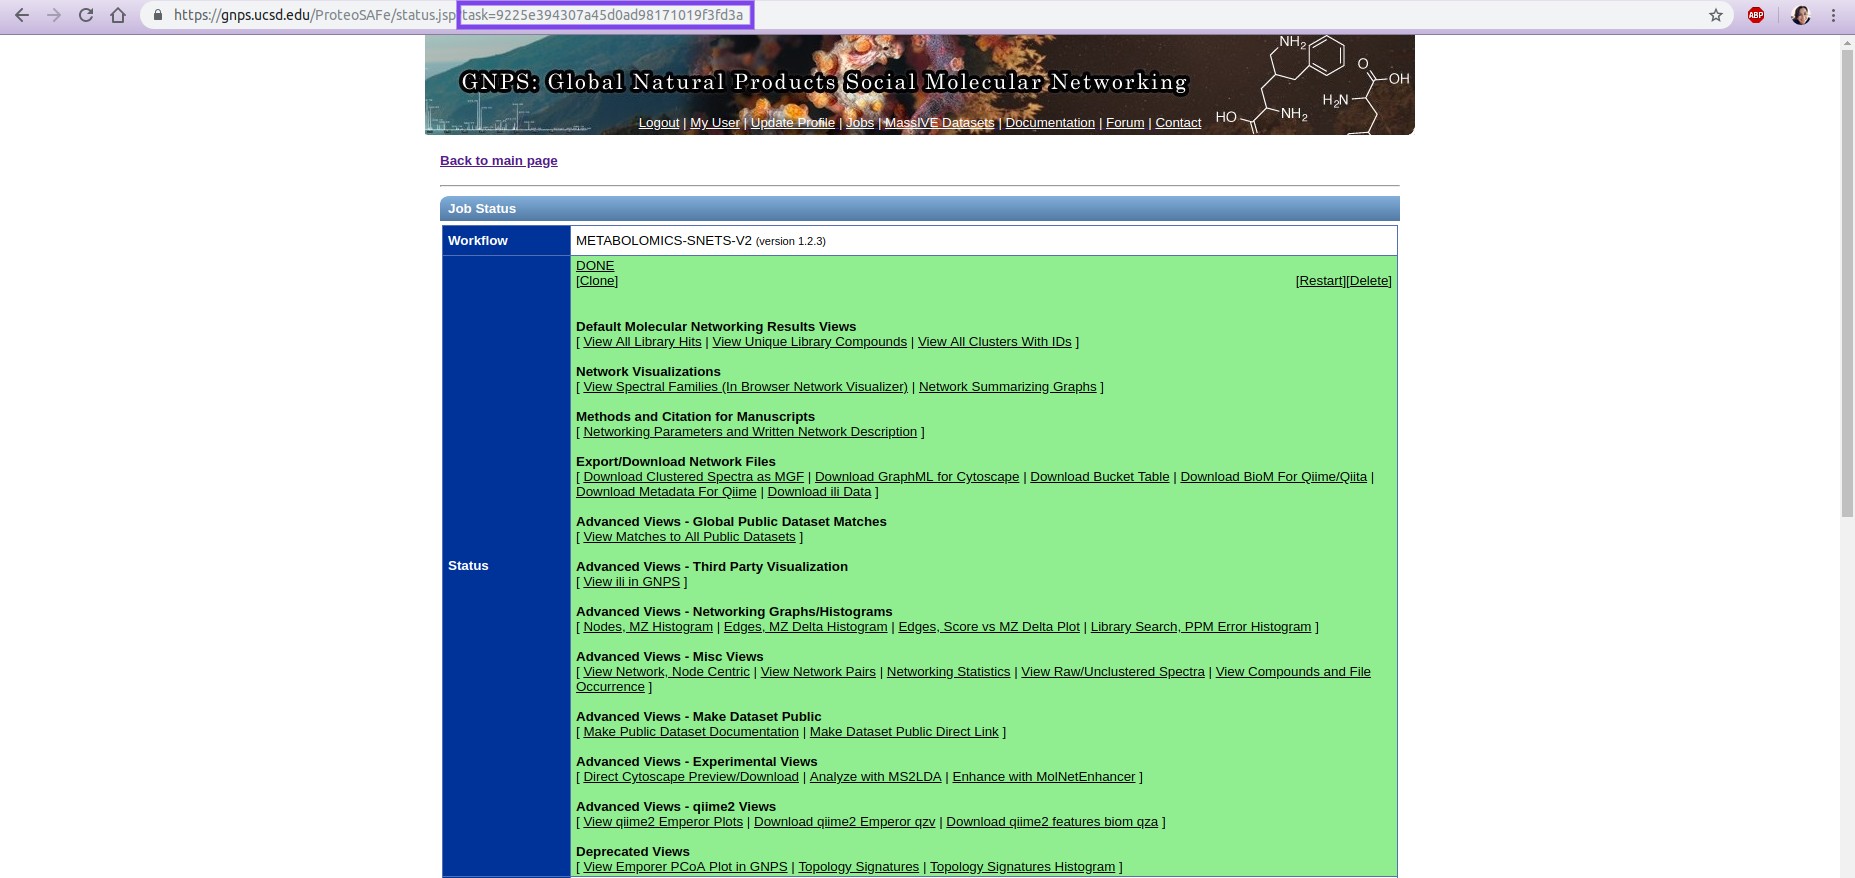 https://gnps.ucsd.edu/ProteoSAFe/status.jsp task=9225e394307a45d0ad98171019f3fd3a
ABP
GNPS: Global Natural Products Social Molecular Networking
NH2
O
OH
H2N
HO
NH2
Logout | My User | Update Profile | Jobs | MassIVE Datasets | Documentation | Forum | Contact
Back to main page
Job Status
Workflow
METABOLOMICS-SNETS-V2 (version 1.2.3)
Status
DONE
[Clone]
[Restart][Delete]
Default Molecular Networking Results Views
[ View All Library Hits | View Unique Library Compounds | View All Clusters With IDs ]
Network Visualizations
[ View Spectral Families (In Browser Network Visualizer) | Network Summarizing Graphs ]
Methods and Citation for Manuscripts
[ Networking Parameters and Written Network Description ]
Export/Download Network Files
[ Download Clustered Spectra as MGF | Download GraphML for Cytoscape | Download Bucket Table | Download BioM For Qiime/Qiita |
Download Metadata For Qiime | Download ili Data ]
Advanced Views - Global Public Dataset Matches
[ View Matches to All Public Datasets ]
Advanced Views - Third Party Visualization
[ View ili in GNPS ]
Advanced Views - Networking Graphs/Histograms
[ Nodes, MZ Histogram | Edges, MZ Delta Histogram | Edges, Score vs MZ Delta Plot | Library Search, PPM Error Histogram ]
Advanced Views - Misc Views
[ View Network, Node Centric | View Network Pairs | Networking Statistics | View Raw/Unclustered Spectra | View Compounds and File
Occurrence ]
Advanced Views - Make Dataset Public
[ Make Public Dataset Documentation | Make Dataset Public Direct Link ]
Advanced Views - Experimental Views
[ Direct Cytoscape Preview/Download | Analyze with MS2LDA | Enhance with MolNetEnhancer ]
Advanced Views - qiime2 Views
[ View qiime2 Emperor Plots | Download qiime2 Emperor qzv | Download qiime2 features biom qza ]
Deprecated Views
[ View Emporer PCoA Plot in GNPS | Topology Signatures | Topology Signatures Histogram ]